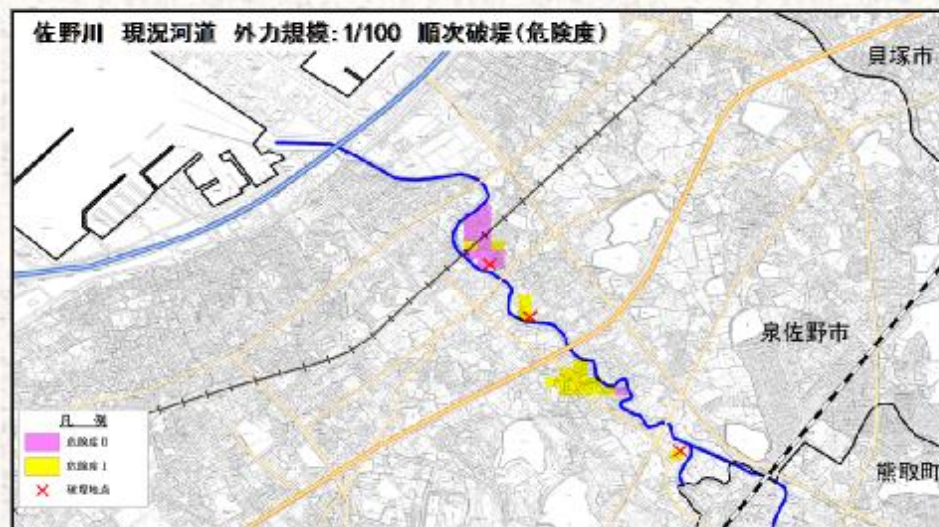 佐野川 現況河道 外力規模:1/100 順次破堤(危険度)
貝塚市
泉佐野市
熊取町
凡 例
危険度Ⅱ
危険度Ⅰ
破堤地点